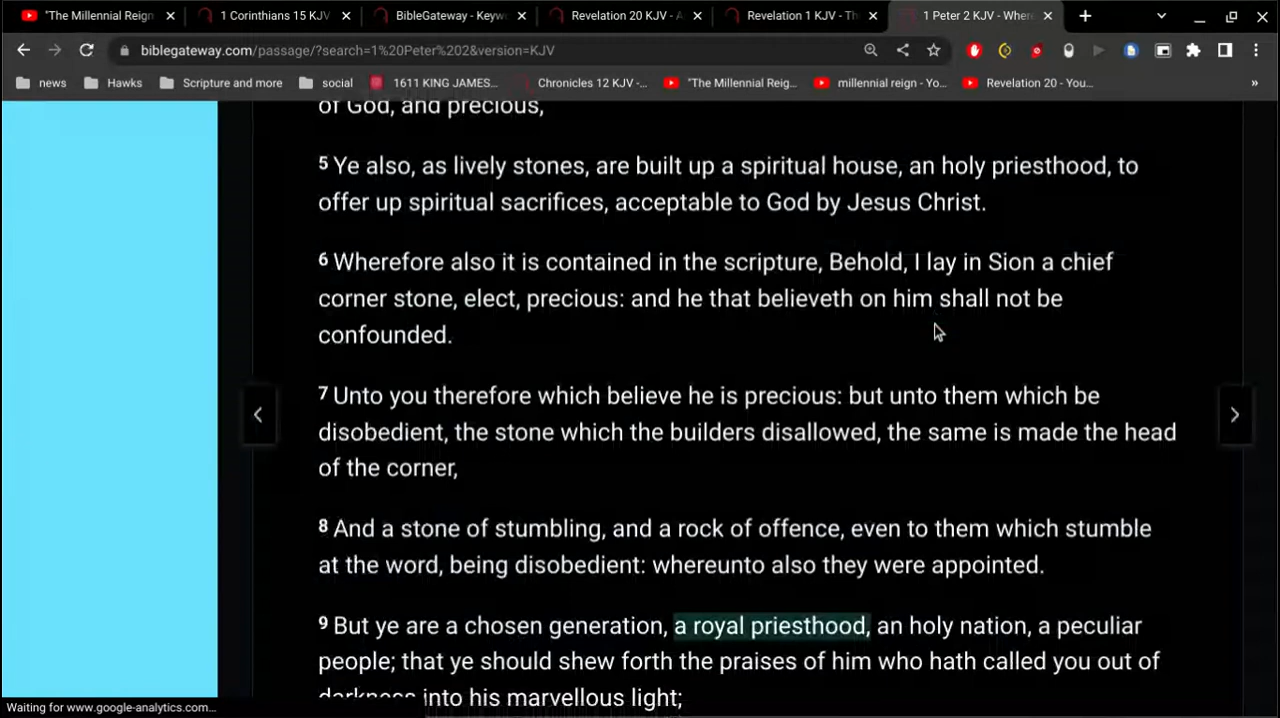 "The Millennial Reign
1 Corinthians 15 KJV
BibleGateway - Keyw
Revelation 20 KJV - A
Revelation 1 KJV - Th
1 Peter 2 KJV - Where
biblegateway.com/passage/?search=1%20Peter%202&version=KJV
news
Hawks
Scripture and more
social
1611 KING JAMES...
Chronicles 12 KJV -...
"The Millennial Reig...
millennial reign - Yo...
Revelation 20 - You...
»
of God, and precious,
5 Ye also, as lively stones, are built up a spiritual house, an holy priesthood, to
offer up spiritual sacrifices, acceptable to God by Jesus Christ.
6 Wherefore also it is contained in the scripture, Behold, I lay in Sion a chief
corner stone, elect, precious: and he that believeth on him shall not be
confounded.
7 Unto you therefore which believe he is precious: but unto them which be
disobedient, the stone which the builders disallowed, the same is made the head
of the corner,
8 And a stone of stumbling, and a rock of offence, even to them which stumble
at the word, being disobedient: whereunto also they were appointed.
9 But ye are a chosen generation, a royal priesthood, an holy nation, a peculiar
people; that ye should shew forth the praises of him who hath called you out of
darkness into his marvellous light;
Waiting for www.google-analytics.com...